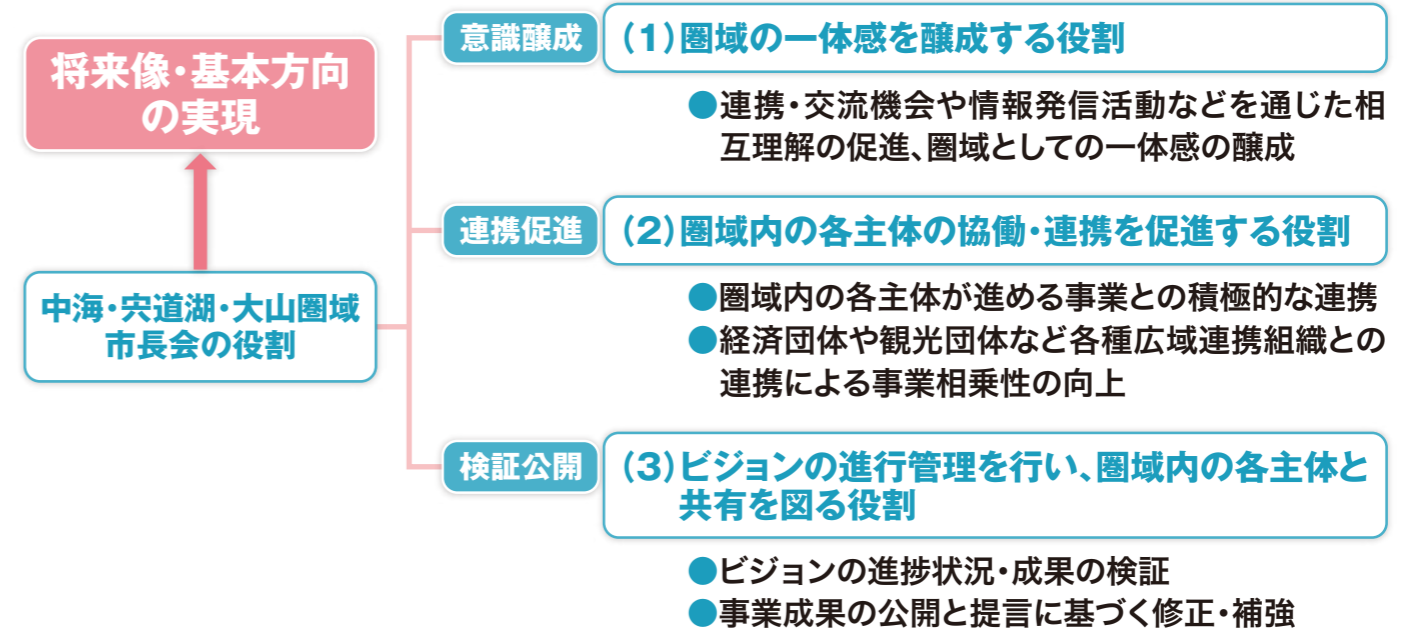 将来像・基本方向
の実現
中海・宍道湖・大山圏域
市長会の役割
意識醸成
(1)圏域の一体感を醸成する役割
●連携・交流機会や情報発信活動などを通じた相
互理解の促進、圏域としての一体感の醸成
連携促進
(2)圏域内の各主体の協働・連携を促進する役割
●圏域内の各主体が進める事業との積極的な連携
●経済団体や観光団体など各種広域連携組織との
連携による事業相乗性の向上
検証公開
(3)ビジョンの進行管理を行い、圏域内の各主体と
共有を図る役割
●ビジョンの進捗状況・成果の検証
●事業成果の公開と提言に基づく修正・補強